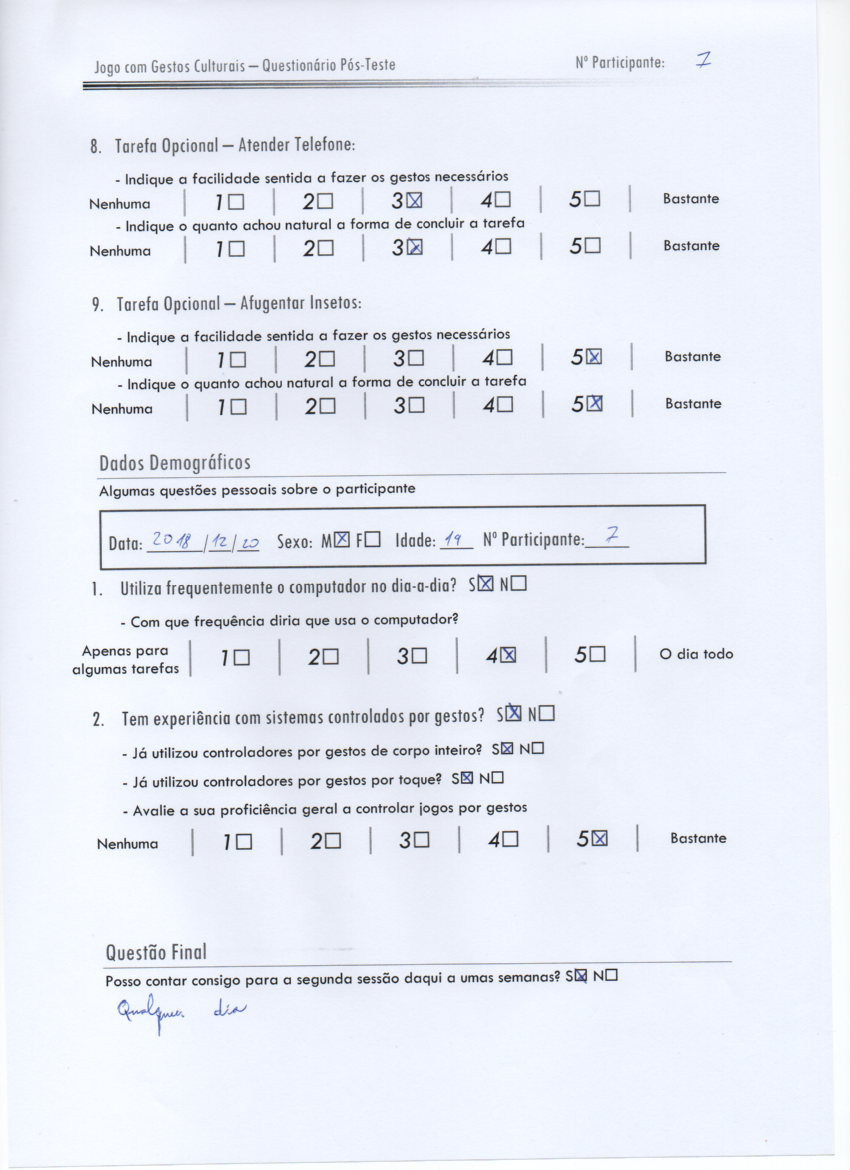 Jogo com Gestos Culturais – Questionário Pós-Teste Nº Participante: 7
8. Tarefa Opcional – Atender Telefone:
- Indique a facilidade sentida a fazer os gestos necessários
Nenhuma | 1☐ | 2☐ | 3☒ | 4☐ | 5☐ | Bastante
- Indique o quanto achou natural a forma de concluir a tarefa
Nenhuma | 1☐ | 2☐ | 3☒ | 4☐ | 5☐ | Bastante
9. Tarefa Opcional – Afugentar Insetos:
- Indique a facilidade sentida a fazer os gestos necessários
Nenhuma | 1☐ | 2☐ | 3☐ | 4☐ | 5☒ | Bastante
- Indique o quanto achou natural a forma de concluir a tarefa
Nenhuma | 1☐ | 2☐ | 3☐ | 4☐ | 5☒ | Bastante
Dados Demográficos
Algumas questões pessoais sobre o participante
Data: 2018/12/20 Sexo: M☒ F☐ Idade: 19 Nº Participante: 7
1. Utiliza frequentemente o computador no dia-a-dia? S☒ N☐
- Com que frequência diria que usa o computador?
Apenas para
algumas tarefas | 1☐ | 2☐ | 3☐ | 4☒ | 5☐ | O dia todo
2. Tem experiência com sistemas controlados por gestos? S☒ N☐
- Já utilizou controladores por gestos de corpo inteiro? S☒ N☐
- Já utilizou controladores por gestos por toque? S☒ N☐
- Avalie a sua proficiência geral a controlar jogos por gestos
Nenhuma | 1☐ | 2☐ | 3☐ | 4☐ | 5☒ | Bastante
Questão Final
Posso contar consigo para a segunda sessão daqui a umas semanas? S☒ N☐
Qualquer dia